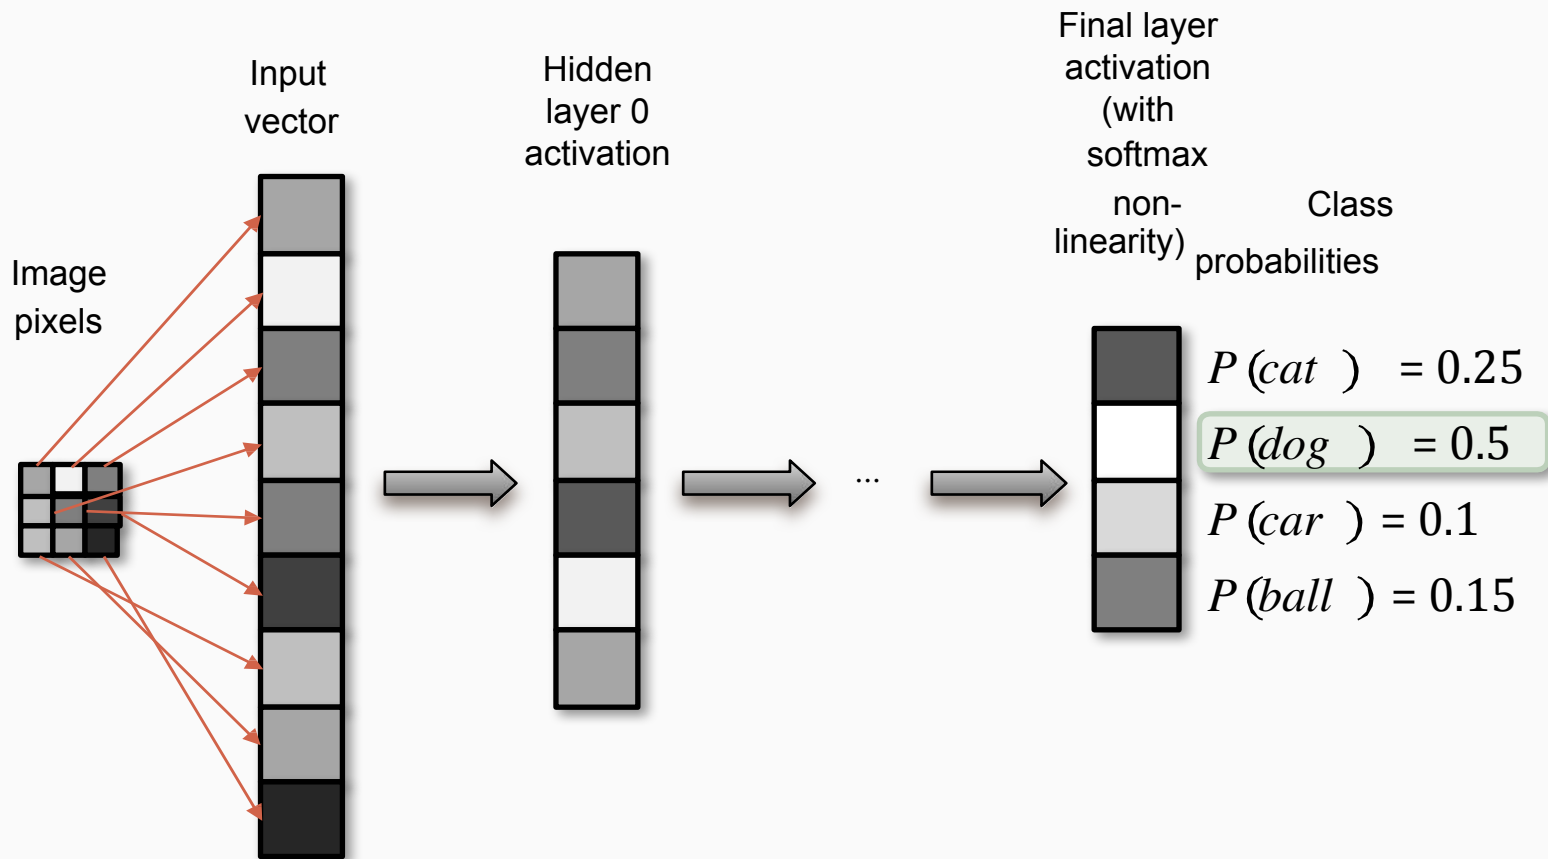 Image
pixels
Input
vector
Hidden
layer 0
activation
...
Final layer
activation
(with
softmax
non-
linearity)
Class
probabilities
P(cat ) = 0.25
P(dog ) = 0.5
P(car ) = 0.1
P(ball ) = 0.15